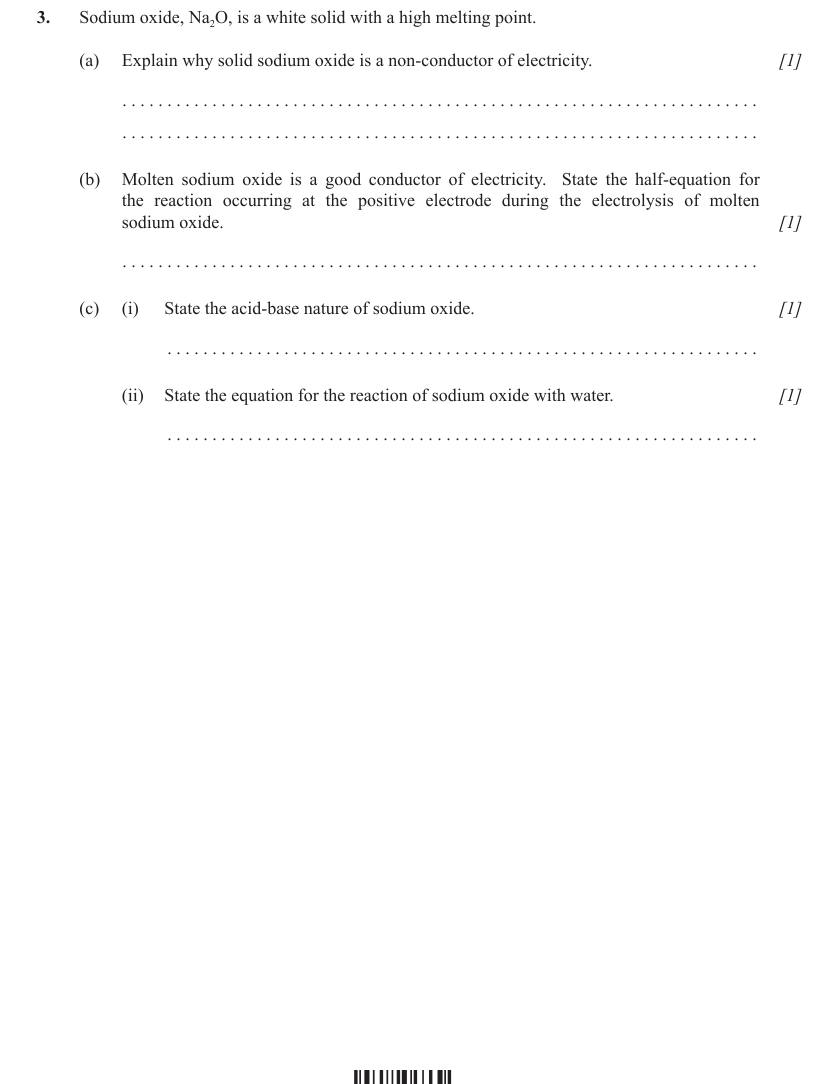 3. Sodium oxide, Na₂O, is a white solid with a high melting point.
(a) Explain why solid sodium oxide is a non-conductor of electricity. [1]
. . . . . . . . . . . . . . . . . . . . . . . . . . . . . . . . . . . . . . . . . . . . . . . . . . . . . . . . . . . . . . . . . . . . . .
. . . . . . . . . . . . . . . . . . . . . . . . . . . . . . . . . . . . . . . . . . . . . . . . . . . . . . . . . . . . . . . . . . . . . .
(b) Molten sodium oxide is a good conductor of electricity. State the half-equation for
the reaction occurring at the positive electrode during the electrolysis of molten
sodium oxide. [1]
. . . . . . . . . . . . . . . . . . . . . . . . . . . . . . . . . . . . . . . . . . . . . . . . . . . . . . . . . . . . . . . . . . . . . .
(c) (i) State the acid-base nature of sodium oxide. [1]
. . . . . . . . . . . . . . . . . . . . . . . . . . . . . . . . . . . . . . . . . . . . . . . . . . . . . . . . . . . . . . . . . .
(ii) State the equation for the reaction of sodium oxide with water. [1]
. . . . . . . . . . . . . . . . . . . . . . . . . . . . . . . . . . . . . . . . . . . . . . . . . . . . . . . . . . . . . . . . . .